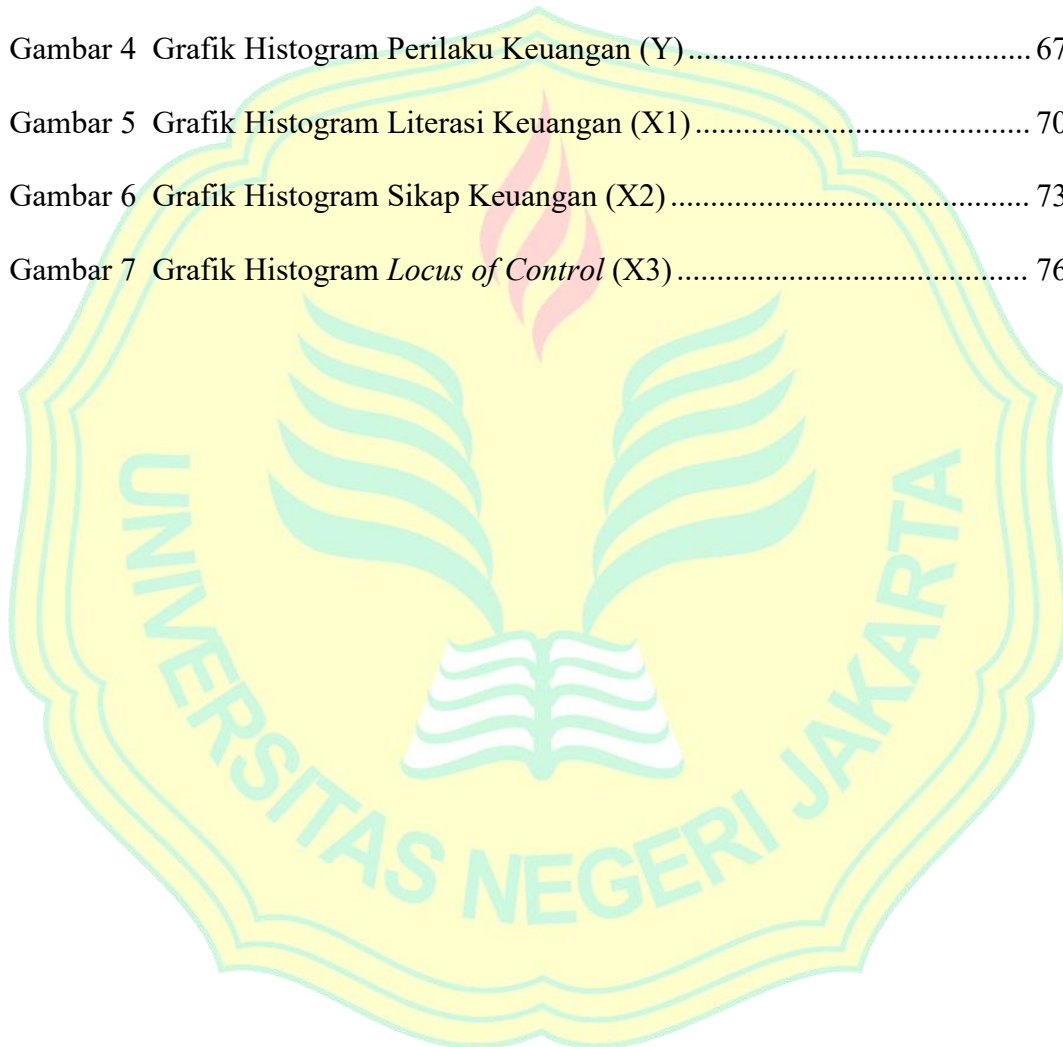 Gambar 4 Grafik Histogram Perilaku Keuangan (Y) ..................................... 67
Gambar 5 Grafik Histogram Literasi Keuangan (X1) .................................... 70
Gambar 6 Grafik Histogram Sikap Keuangan (X2) ....................................... 73
Gambar 7 Grafik Histogram Locus of Control (X3) ...................................... 76
UNIVERSITAS NEGERI JAKARTA